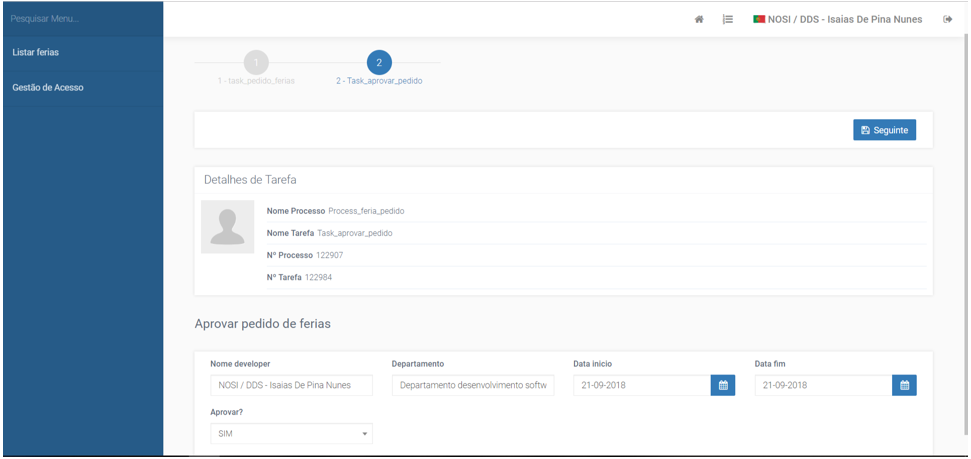 Pesquisar Menu...
NOSI / DDS - Isaias De Pina Nunes
Listar ferias
Gestão de Acesso
1
2
1 - task_pedido_ferias
2 - Task_aprovar_pedido
Seguinte
Detalhes de Tarefa
Nome Processo Process_feria_pedido
Nome Tarefa Task_aprovar_pedido
Nº Processo 122907
Nº Tarefa 122984
Aprovar pedido de ferias
Nome developer
Departamento
Data inicio
Data fim
NOSI / DDS - Isaias De Pina Nunes
Departamento desenvolvimento softw
21-09-2018
21-09-2018
Aprovar?
SIM